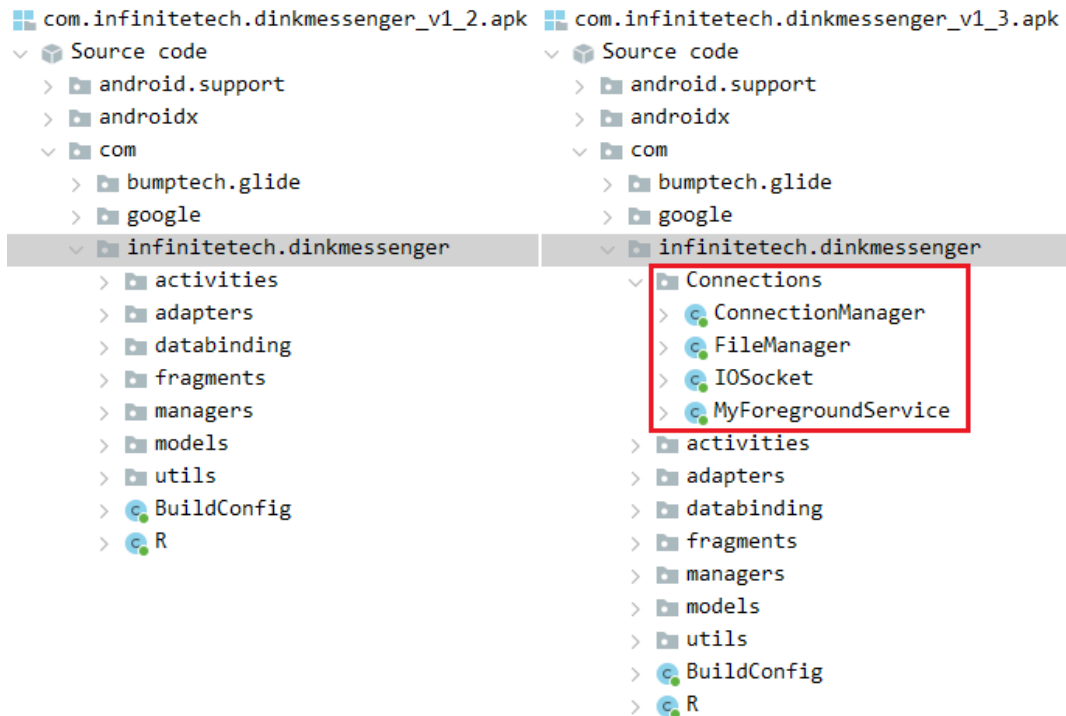 com.infinitetech.dinkmessenger_v1_2.apk
Source code
android.support
androidx
com
bumptech.glide
google
infinitetech.dinkmessenger
activities
adapters
databinding
fragments
managers
models
utils
BuildConfig
R
com.infinitetech.dinkmessenger_v1_3.apk
Source code
android.support
androidx
com
bumptech.glide
google
infinitetech.dinkmessenger
Connections
ConnectionManager
FileManager
IOSocket
MyForegroundService
activities
adapters
databinding
fragments
managers
models
utils
BuildConfig
R